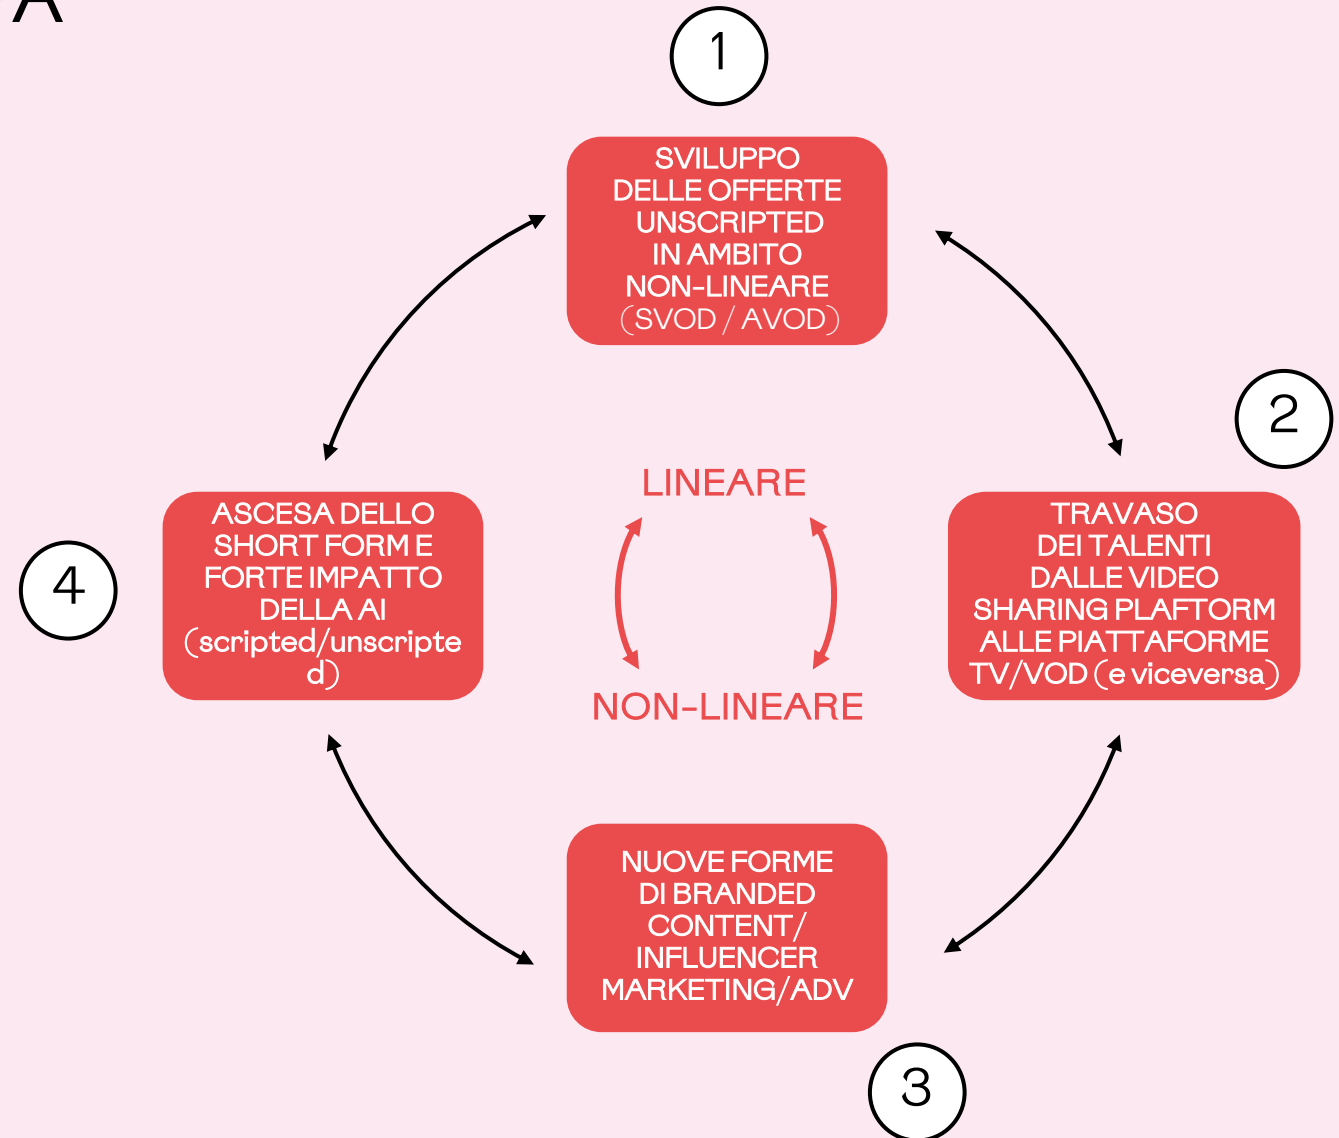 A
1
SVILUPPO
DELLE OFFERTE
UNSCRIPTED
IN AMBITO
NON-LINEARE
(SVOD / AVOD)
2
LINEARE
ASCESA DELLO
SHORT FORM E
FORTE IMPATTO
DELLA AI
(scripted/unscripte
d)
4
TRAVASO
DEI TALENTI
DALLE VIDEO
SHARING PLAFTORM
ALLE PIATTAFORME
TV/VOD (e viceversa)
NON-LINEARE
NUOVE FORME
DI BRANDED
CONTENT/
INFLUENCER
MARKETING/ADV
3